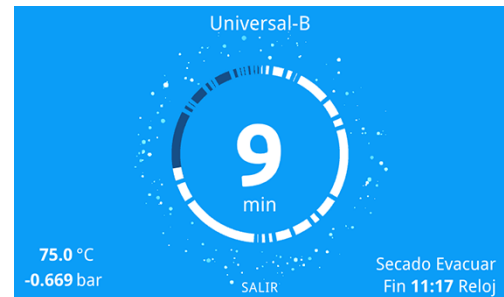 Universal-B
9
min
75.0 °C
-0.669 bar
SALIR
Secado Evacuar
Fin 11:17 Reloj